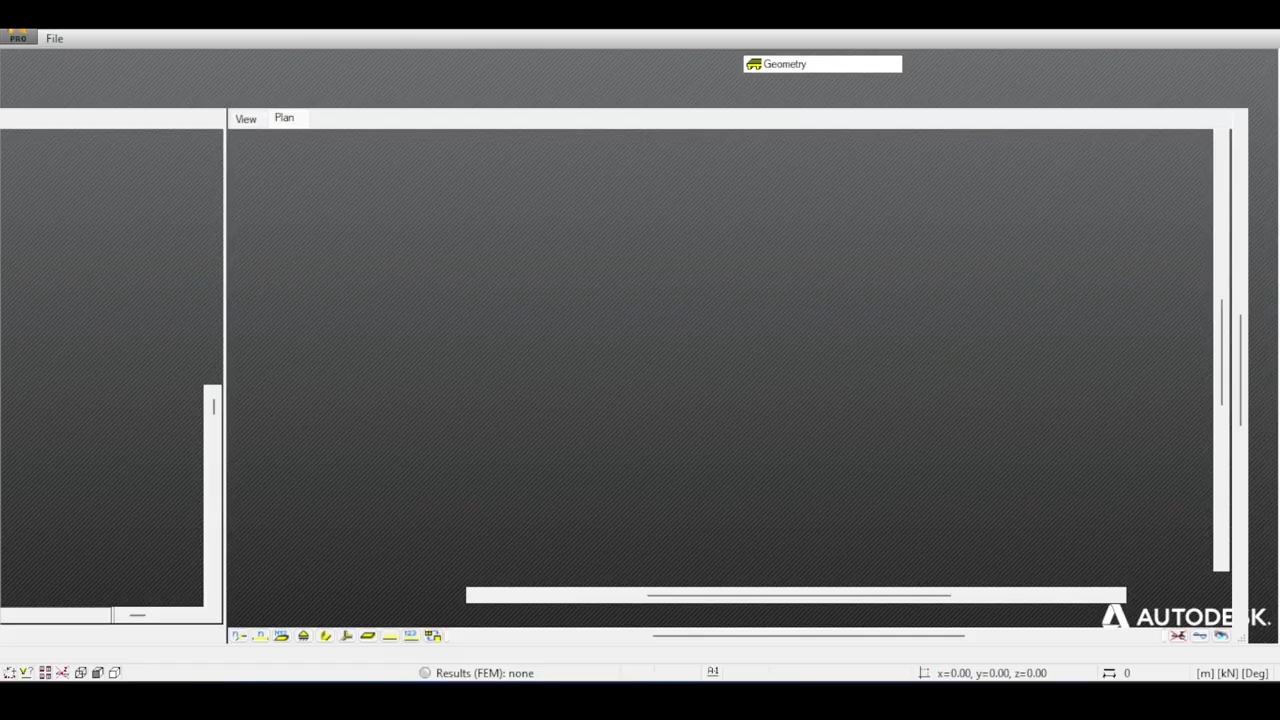 PRO File
Geometry
View Plan
AUTODESK.
Results (FEM): none
x=0.00, y=0.00, z=0.00
0
[m] [kN] [Deg]